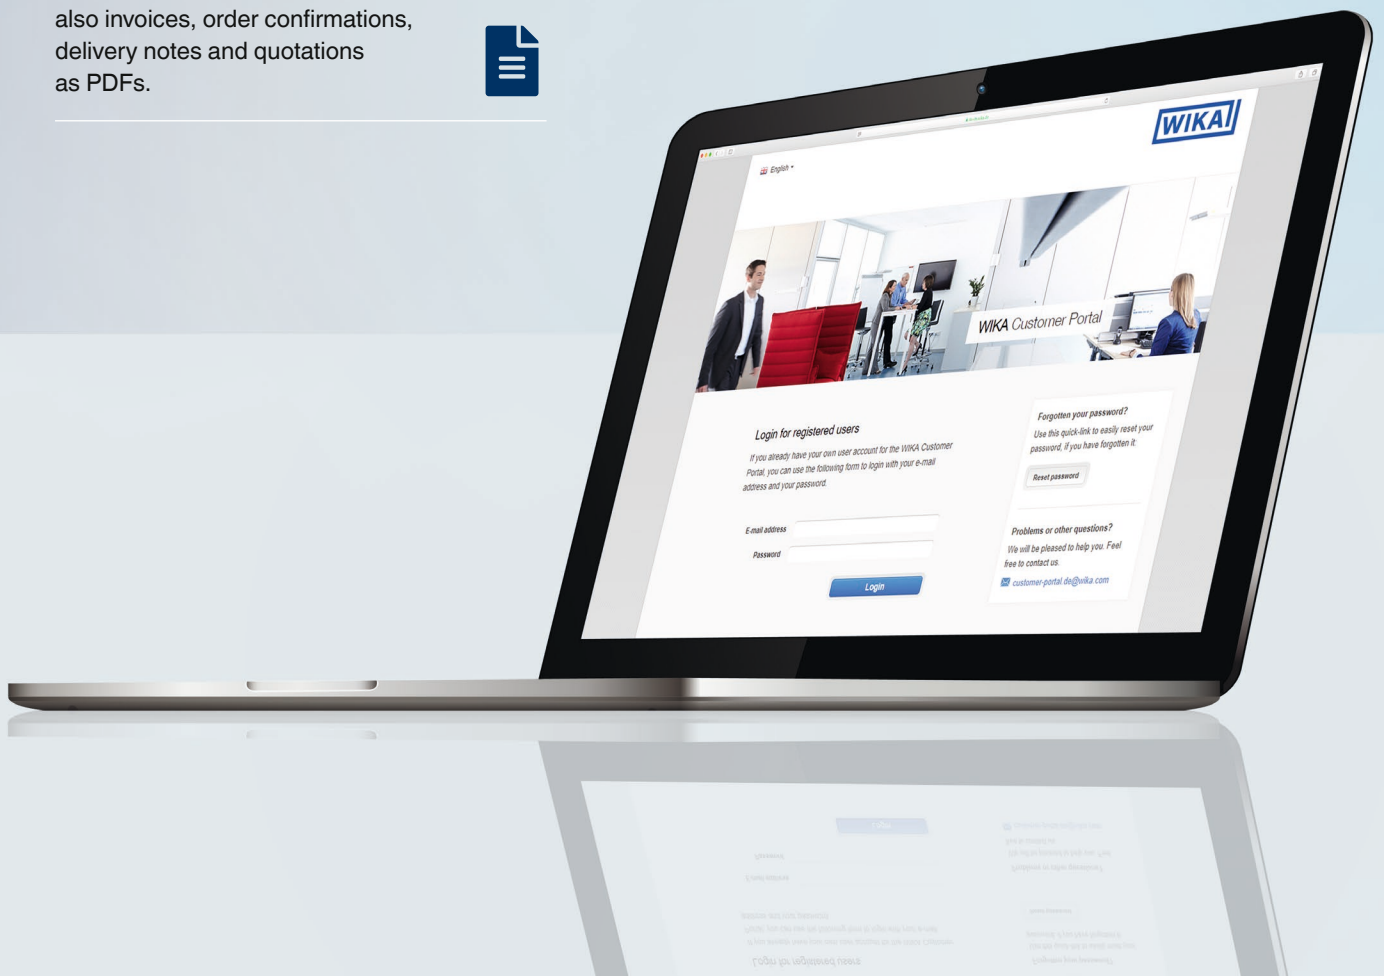 also invoices, order confirmations,
delivery notes and quotations
as PDFs.
WIKA
English
WIKA Customer Portal
Login for registered users
If you already have your own user account for the WIKA Customer
Portal, you can use the following form to login with your e-mail
address and your password.
E-mail address
Password
Login
Forgotten your password?
Use this quick-link to easily reset your
password, if you have forgotten it:
Reset password
Problems or other questions?
We will be pleased to help you. Feel
free to contact us.
customer-portal.de@wika.com